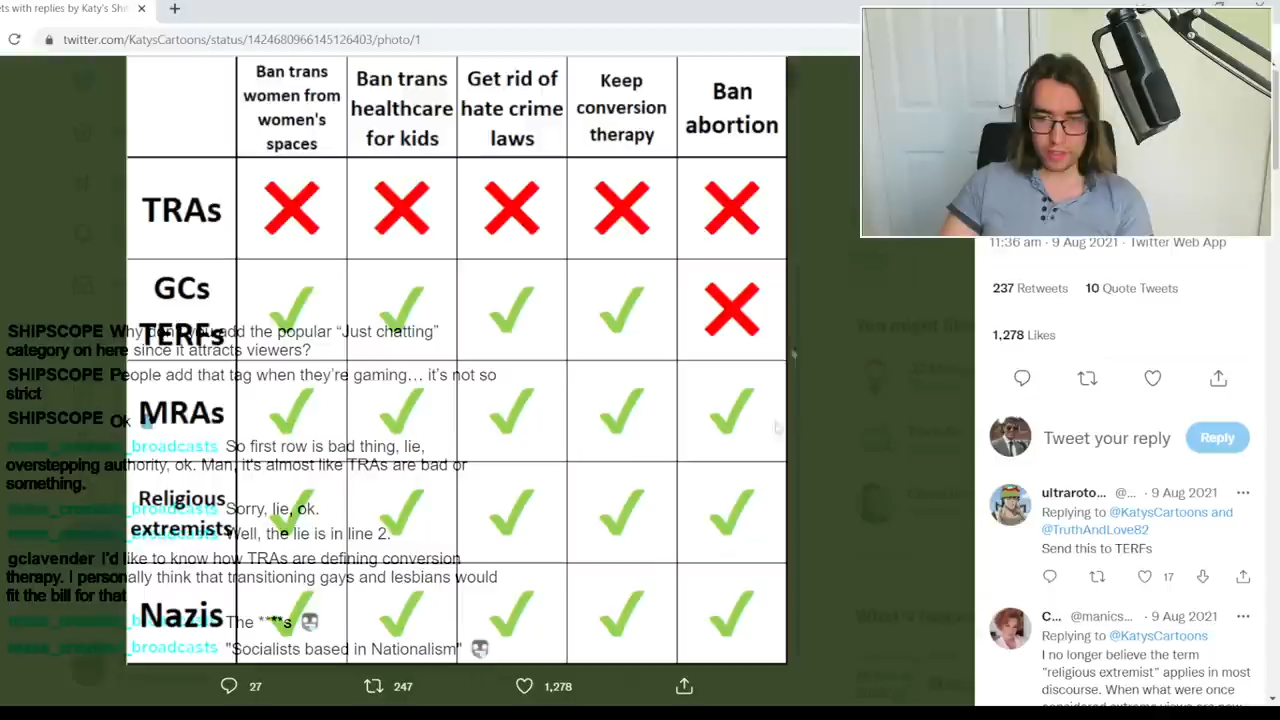 ets with replies by Katy's Shi
twitter.com/KatysCartoons/status/1424680966145126403/photo/1
Ban trans
women from
women's
spaces
Ban trans
healthcare
for kids
Get rid of
hate crime
laws
Keep
conversion
therapy
Ban
abortion
TRAs
GCs
TERFs
MRAs
Religious
extremists
Nazis
SHIPSCOPE Why don't you add the popular “Just chatting”
category on here since it attracts viewers?
SHIPSCOPE People add that tag when they're gaming… it's not so
strict
SHIPSCOPE Ok
broadcasts So first row is bad thing, lie,
overstepping authority, ok. Man, it's almost like TRAs are bad or
something.
broadcasts Sorry, lie, ok.
broadcasts Well, the lie is in line 2.
gclavender I'd like to know how TRAs are defining conversion
therapy. I personally think that transitioning gays and lesbians would
fit the bill for that
broadcasts The ****s
broadcasts "Socialists based in Nationalism"
27
247
1,278
11:36 am · 9 Aug 2021 · Twitter Web App
237 Retweets 10 Quote Tweets
1,278 Likes
Tweet your reply
Reply
ultraroto... @... · 9 Aug 2021
Replying to @KatysCartoons and
@TruthAndLove82
Send this to TERFs
17
C... @manics... · 9 Aug 2021
Replying to @KatysCartoons
I no longer believe the term
"religious extremist" applies in most
discourse. When what were once
considered extreme views are now